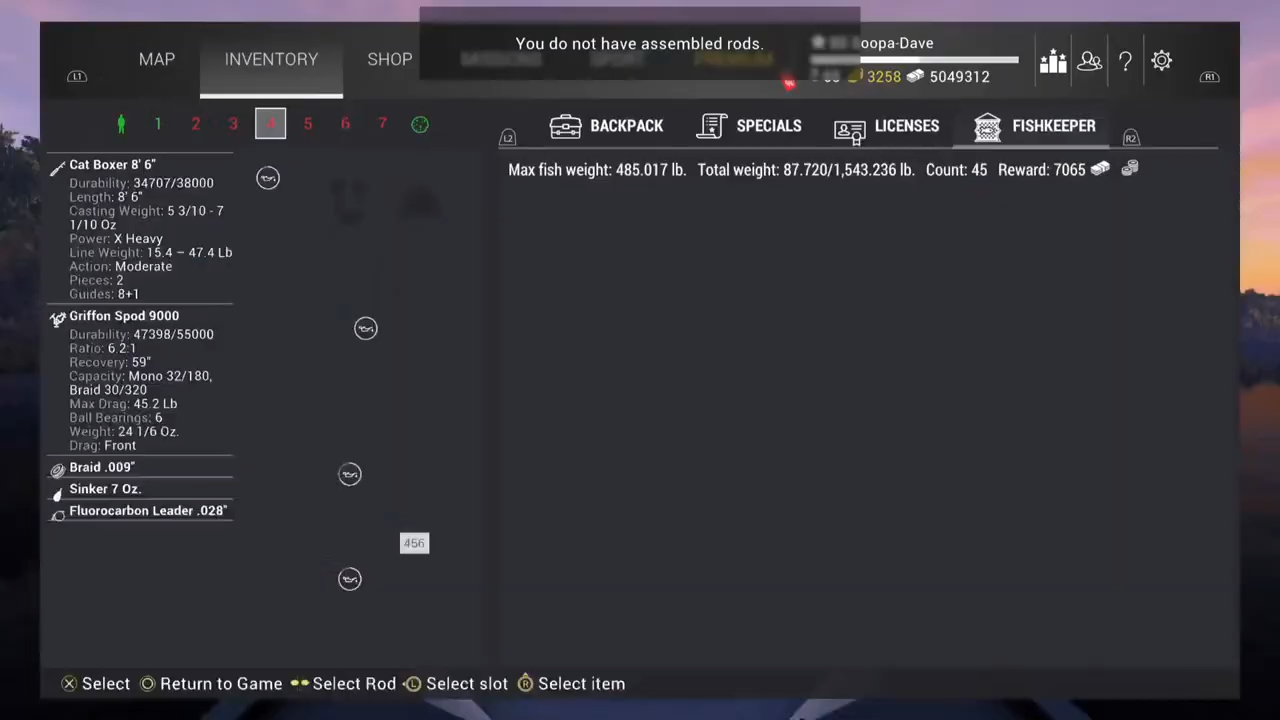 You do not have assembled rods.
MAP
INVENTORY
SHOP
oopa-Dave
3258
5049312
L1
R1
1
2
3
4
5
6
7
L2
BACKPACK
SPECIALS
LICENSES
FISHKEEPER
R2
Max fish weight: 485.017 lb. Total weight: 87.720/1,543.236 lb. Count: 45 Reward: 7065
Cat Boxer 8' 6"
Durability: 34707/38000
Length: 8' 6"
Casting Weight: 5 3/10 - 7
1/10 Oz
Power: X Heavy
Line Weight: 15.4 – 47.4 Lb
Action: Moderate
Pieces: 2
Guides: 8+1
Griffon Spod 9000
Durability: 47398/55000
Ratio: 6.2:1
Recovery: 59"
Capacity: Mono 32/180,
Braid 30/320
Max Drag: 45.2 Lb
Ball Bearings: 6
Weight: 24 1/6 Oz.
Drag: Front
Braid .009"
Sinker 7 Oz.
Fluorocarbon Leader .028"
456
Select
Return to Game
Select Rod
L Select slot
R Select item